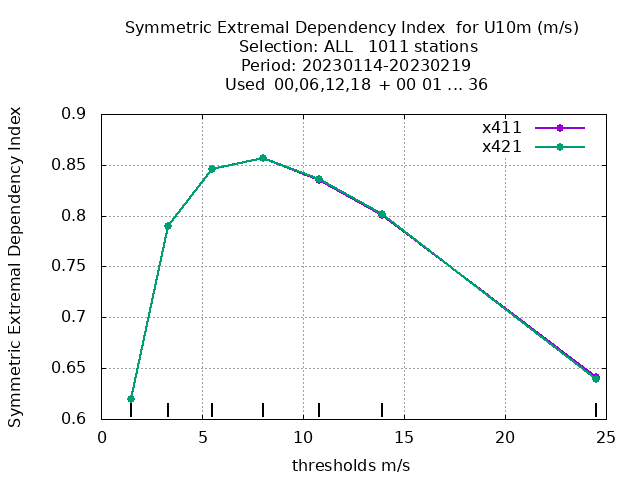 Symmetric Extremal Dependency Index  for U10m (m/s)
Selection: ALL   1011 stations
Period: 20230114-20230219
Used  00,06,12,18  + 00 01 ... 36
Symmetric Extremal Dependency Index
0.9
0.85
0.8
0.75
0.7
0.65
0.6
x411
x421
0 5 10 15 20 25
thresholds m/s